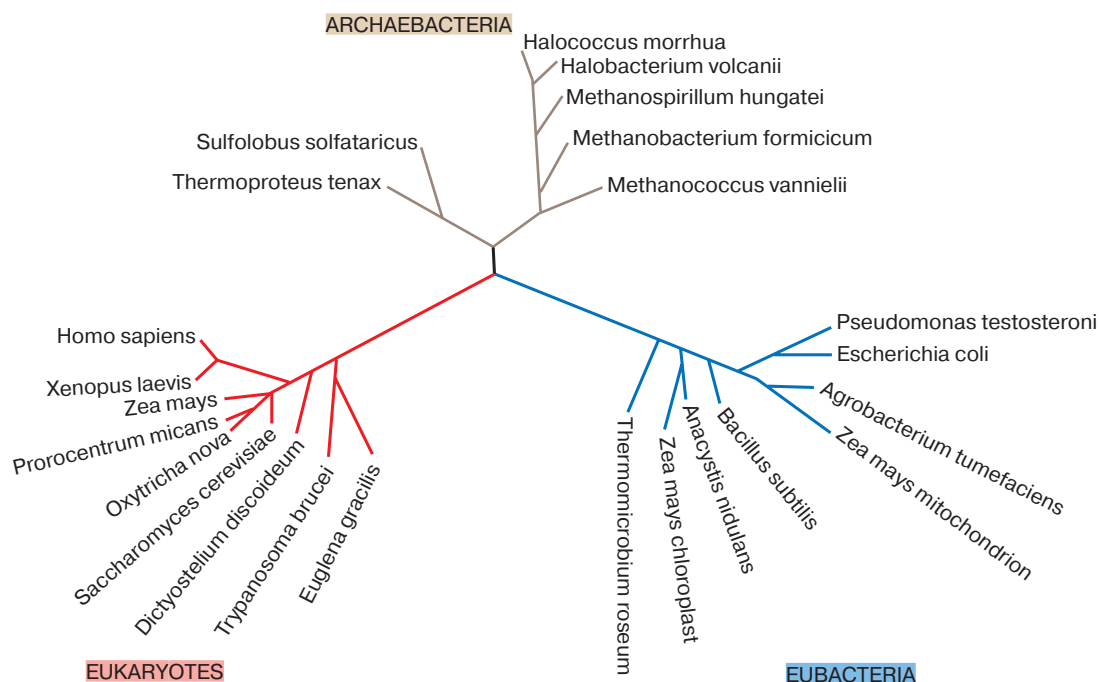 ARCHAEBACTERIA
Halococcus morrhua
Halobacterium volcanii
Methanospirillum hungatei
Methanobacterium formicicum
Methanococcus vannielii
Sulfolobus solfataricus
Thermoproteus tenax
Homo sapiens
Xenopus laevis
Zea mays
Prorocentrum micans
Oxytricha nova
Saccharomyces cerevisiae
Dictyostelium discoideum
Trypanosoma brucei
Euglena gracilis
EUKARYOTES
Pseudomonas testosteroni
Escherichia coli
Agrobacterium tumefaciens
Zea mays mitochondrion
Bacillus subtilis
Anacystis nidulans
Zea mays chloroplast
Thermomicrobium roseum
EUBACTERIA